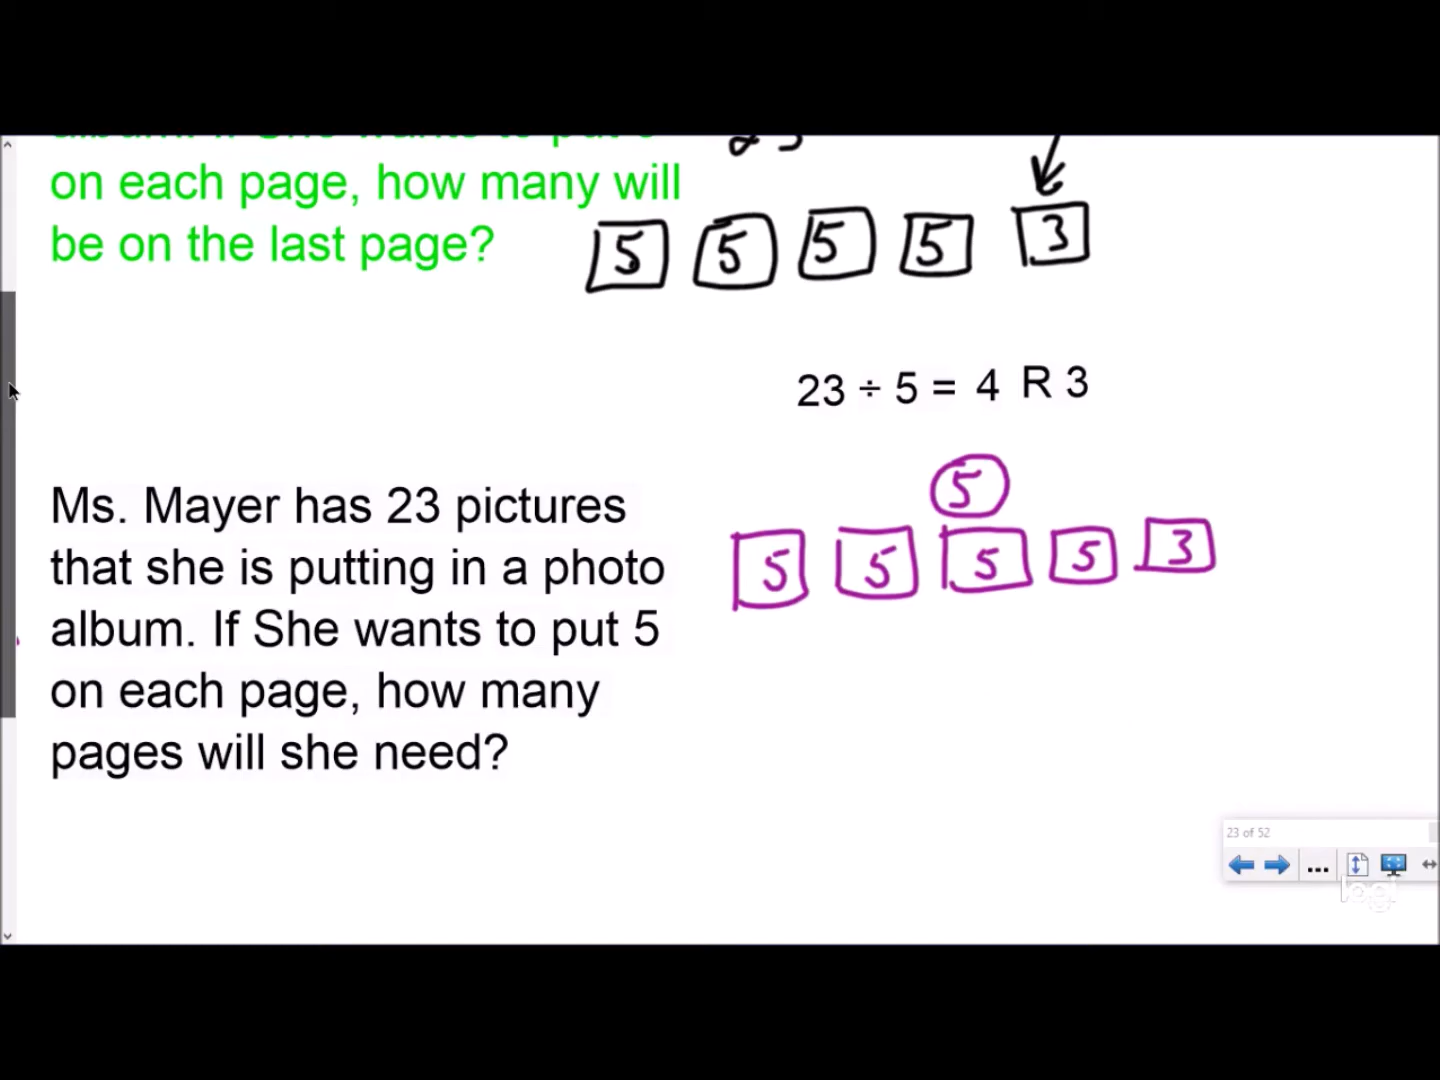 on each page, how many will
be on the last page?
5 5 5 5 3
23 ÷ 5 = 4 R 3
5
5 5 5 5 3
Ms. Mayer has 23 pictures
that she is putting in a photo
album. If She wants to put 5
on each page, how many
pages will she need?
23 of 52